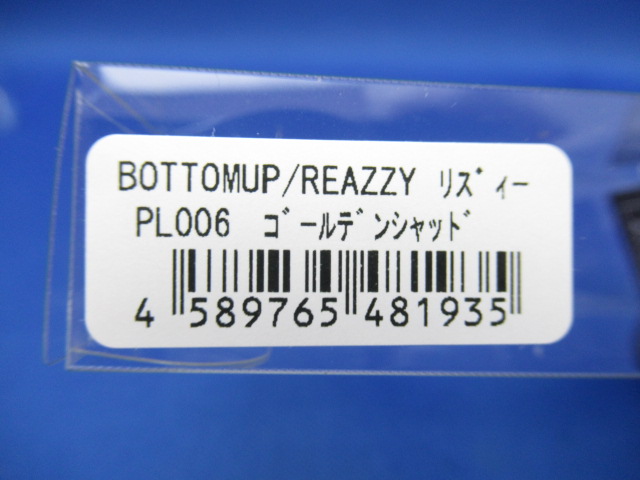 BOTTOMUP/REAZZY ﾘｽﾞｨｰ
PL006 ｺﾞｰﾙﾃﾞﾝｼｬｯﾄﾞ
4 589765 481935